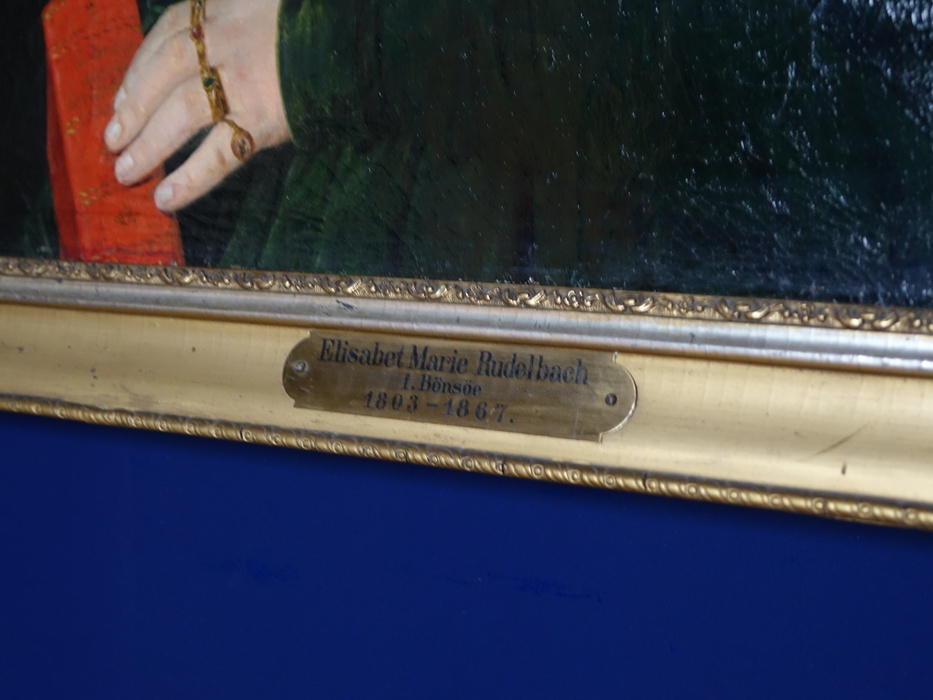 Elisabet Marie Rudelbach
f. Bönsöe
1803 – 1867.